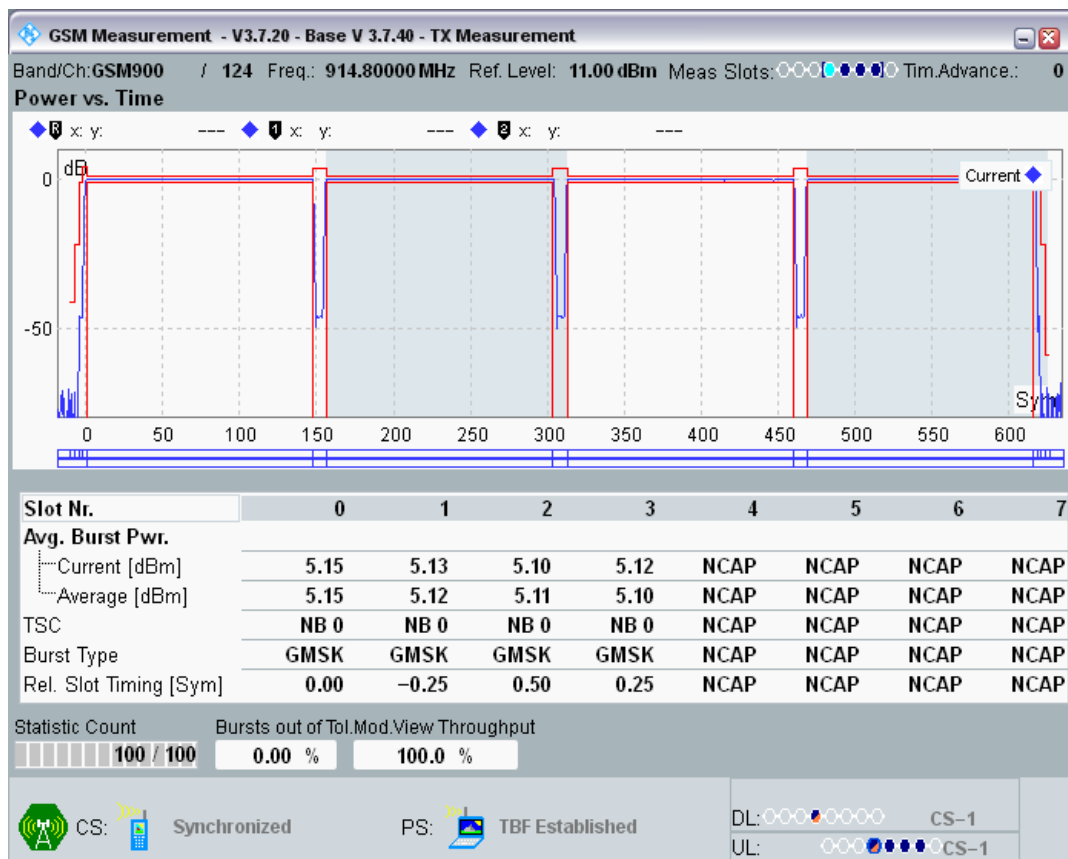 GSM Measurement - V3.7.20 - Base V 3.7.40 - TX Measurement
Band/Ch:GSM900 / 124 Freq.: 914.80000 MHz Ref. Level: 11.00 dBm Meas Slots: Tim.Advance.: 0
Power vs. Time
R x: y: --- 1 x: y: --- 2 x: y: ---
dB
Current
0
-50
Sym
0 50 100 150 200 250 300 350 400 450 500 550 600
Slot Nr. 0 1 2 3 4 5 6 7
Avg. Burst Pwr.
Current [dBm] 5.15 5.13 5.10 5.12 NCAP NCAP NCAP NCAP
Average [dBm] 5.15 5.12 5.11 5.10 NCAP NCAP NCAP NCAP
TSC NB 0 NB 0 NB 0 NB 0 NCAP NCAP NCAP NCAP
Burst Type GMSK GMSK GMSK GMSK NCAP NCAP NCAP NCAP
Rel. Slot Timing [Sym] 0.00 −0.25 0.50 0.25 NCAP NCAP NCAP NCAP
Statistic Count Bursts out of Tol.Mod.View Throughput
100 / 100 0.00 % 100.0 %
CS: Synchronized PS: TBF Established
DL: CS−1
UL: CS−1